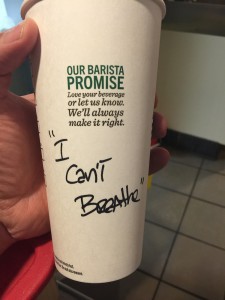 OUR BARISTA
PROMISE
Love your beverage
or let us know.
We'll always
make it right.
"I
Can't
Breathe"